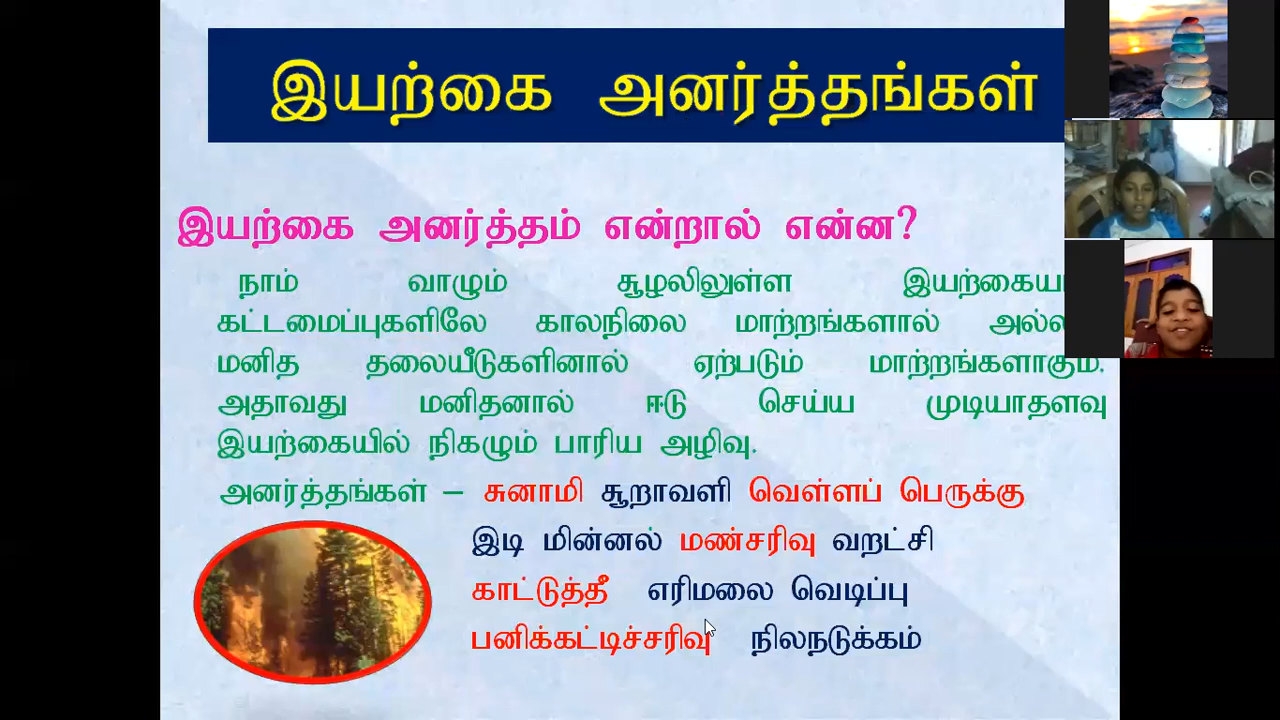 இயற்கை அனர்த்தங்கள்
இயற்கை அனர்த்தம் என்றால் என்ன?
நாம் வாழும் சூழலிலுள்ள
கட்டமைப்புகளிலே காலநிலை மாற்றங்களால்
மனித தலையீடுகளினால் ஏற்படும் மாற்றங்களாகும்.
அதாவது மனிதனால் ஈடு செய்ய முடியாதளவு
இயற்கையில் நிகழும் பாரிய அழிவு.
அனர்த்தங்கள் – சுனாமி சூறாவளி வெள்ளப் பெருக்கு
இடி மின்னல் மண்சரிவு வறட்சி
காட்டுத்தீ எரிமலை வெடிப்பு
பனிக்கட்டிச்சரிவு நிலநடுக்கம்